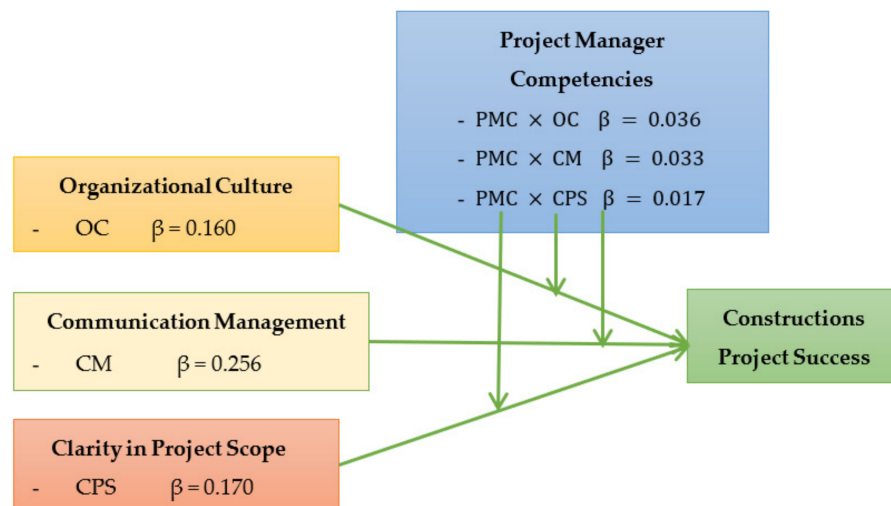 Project Manager
Competencies
- PMC × OC β = 0.036
- PMC × CM β = 0.033
- PMC × CPS β = 0.017
Organizational Culture
- OC β = 0.160
Communication Management
- CM β = 0.256
Clarity in Project Scope
- CPS β = 0.170
Constructions
Project Success